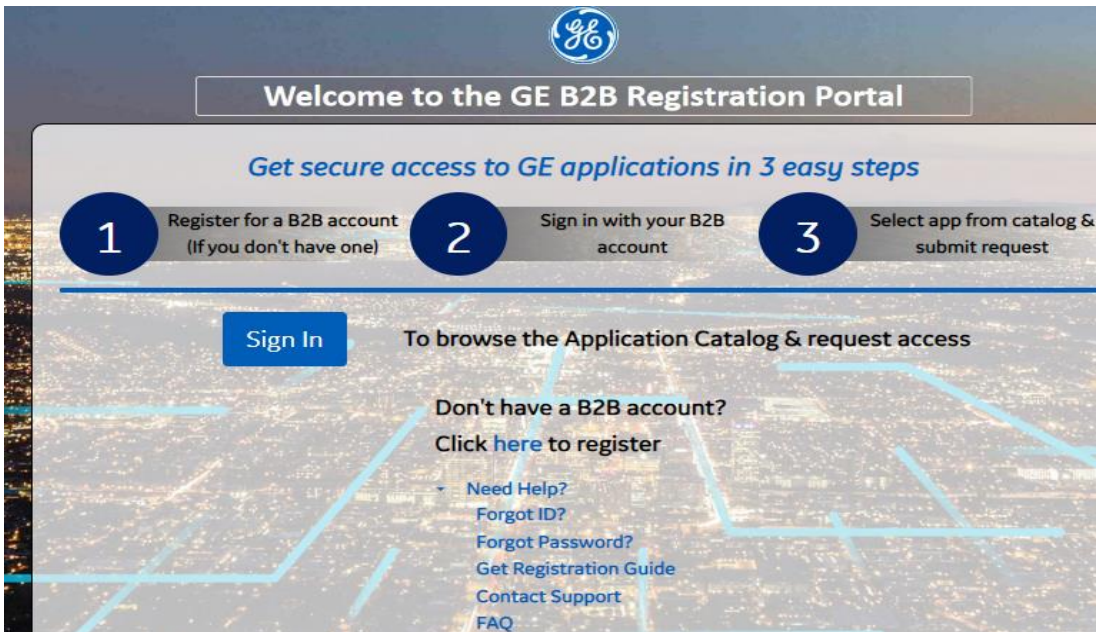 GE
Welcome to the GE B2B Registration Portal
Get secure access to GE applications in 3 easy steps
1
Register for a B2B account
(If you don't have one)
2
Sign in with your B2B
account
3
Select app from catalog &
submit request
Sign In
To browse the Application Catalog & request access
Don't have a B2B account?
Click here to register
Need Help?
Forgot ID?
Forgot Password?
Get Registration Guide
Contact Support
FAQ